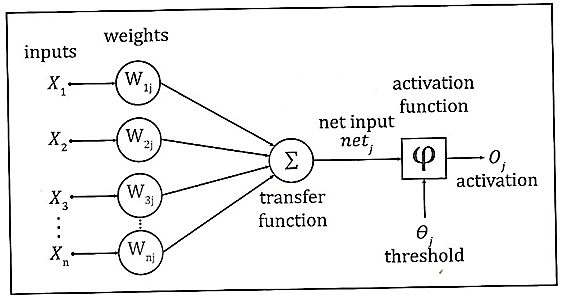 weights
inputs
X1
W1j
activation
function
X2
W2j
net input
netj
Σ
φ
Oj
activation
X3
W3j
transfer
function
Xn
Wnj
θj
threshold